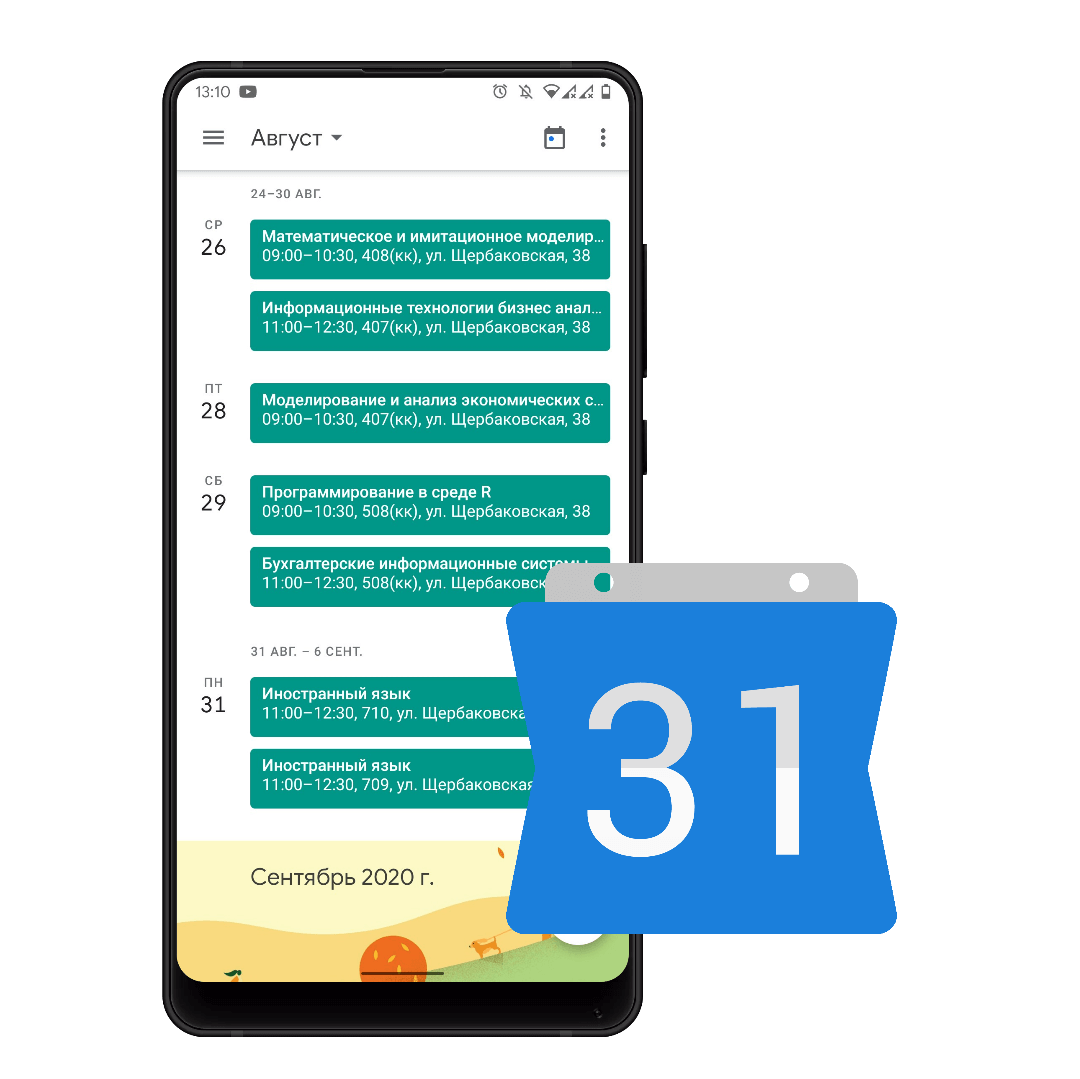 13:10
Август
24–30 АВГ.
СР
26
Математическое и имитационное моделир...
09:00–10:30, 408(кк), ул. Щербаковская, 38
Информационные технологии бизнес анал...
11:00–12:30, 407(кк), ул. Щербаковская, 38
ПТ
28
Моделирование и анализ экономических с...
09:00–10:30, 407(кк), ул. Щербаковская, 38
СБ
29
Программирование в среде R
09:00–10:30, 508(кк), ул. Щербаковская, 38
Бухгалтерские информационные системы
11:00–12:30, 508(кк), ул. Щербаковск
31 АВГ. – 6 СЕНТ.
ПН
31
Иностранный язык
11:00–12:30, 710, ул. Щербаковска
Иностранный язык
11:00–12:30, 709, ул. Щербаковская
31
Сентябрь 2020 г.